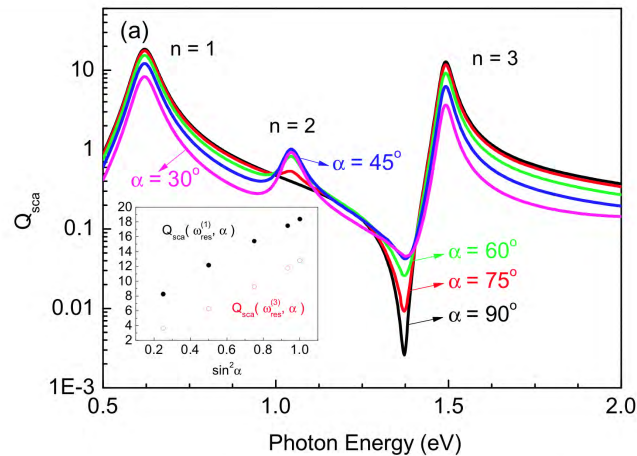 (a)
n = 1
n = 2
n = 3
α = 30°
α = 45°
α = 60°
α = 75°
α = 90°
Q_sca
10
1
0.1
0.01
1E-3
0.5
1.0
1.5
2.0
Photon Energy (eV)
20
18
16
14
12
10
8
6
4
2
Q_sca( ω_res^(1), α )
Q_sca( ω_res^(3), α )
0.2
0.4
0.6
0.8
1.0
sin²α